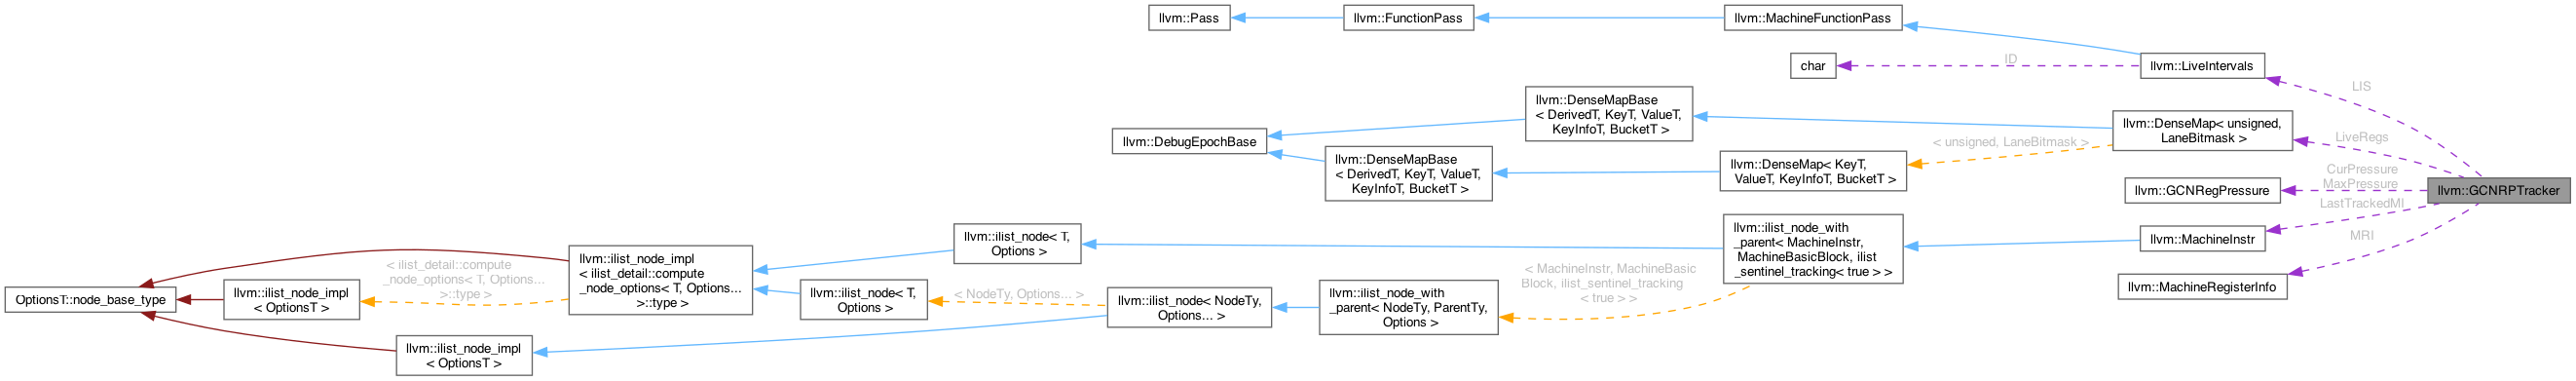 llvm::Pass
llvm::FunctionPass
llvm::MachineFunctionPass
char
ID
llvm::LiveIntervals
LIS
llvm::DebugEpochBase
llvm::DenseMapBase
< DerivedT, KeyT, ValueT,
KeyInfoT, BucketT >
llvm::DenseMap< unsigned,
LaneBitmask >
LiveRegs
llvm::DenseMapBase
< DerivedT, KeyT, ValueT,
KeyInfoT, BucketT >
llvm::DenseMap< KeyT,
ValueT, KeyInfoT, BucketT >
< unsigned, LaneBitmask >
llvm::GCNRegPressure
CurPressure
MaxPressure
llvm::GCNRPTracker
LastTrackedMI
llvm::MachineInstr
MRI
llvm::MachineRegisterInfo
llvm::ilist_node_with
_parent< MachineInstr,
MachineBasicBlock, ilist
_sentinel_tracking< true > >
llvm::ilist_node< T,
Options >
llvm::ilist_node_impl
< ilist_detail::compute
_node_options< T, Options...
>::type >
< ilist_detail::compute
_node_options< T, Options...
>::type >
OptionsT::node_base_type
llvm::ilist_node_impl
< OptionsT >
llvm::ilist_node< T,
Options >
< NodeTy, Options... >
llvm::ilist_node< NodeTy,
Options... >
llvm::ilist_node_with
_parent< NodeTy, ParentTy,
Options >
< MachineInstr, MachineBasic
Block, ilist_sentinel_tracking
< true > >
llvm::ilist_node_impl
< OptionsT >